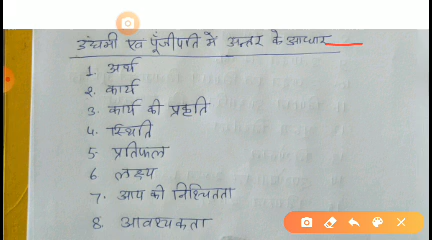 उद्यमी एवं पूँजीपति में अन्तर के आधार
1. अर्थ
2. कार्य
3. कार्य की प्रकृति
4. स्थिति
5. प्रतिफल
6 लक्ष्य
7. आय की निश्चितता
8. आवश्यकता